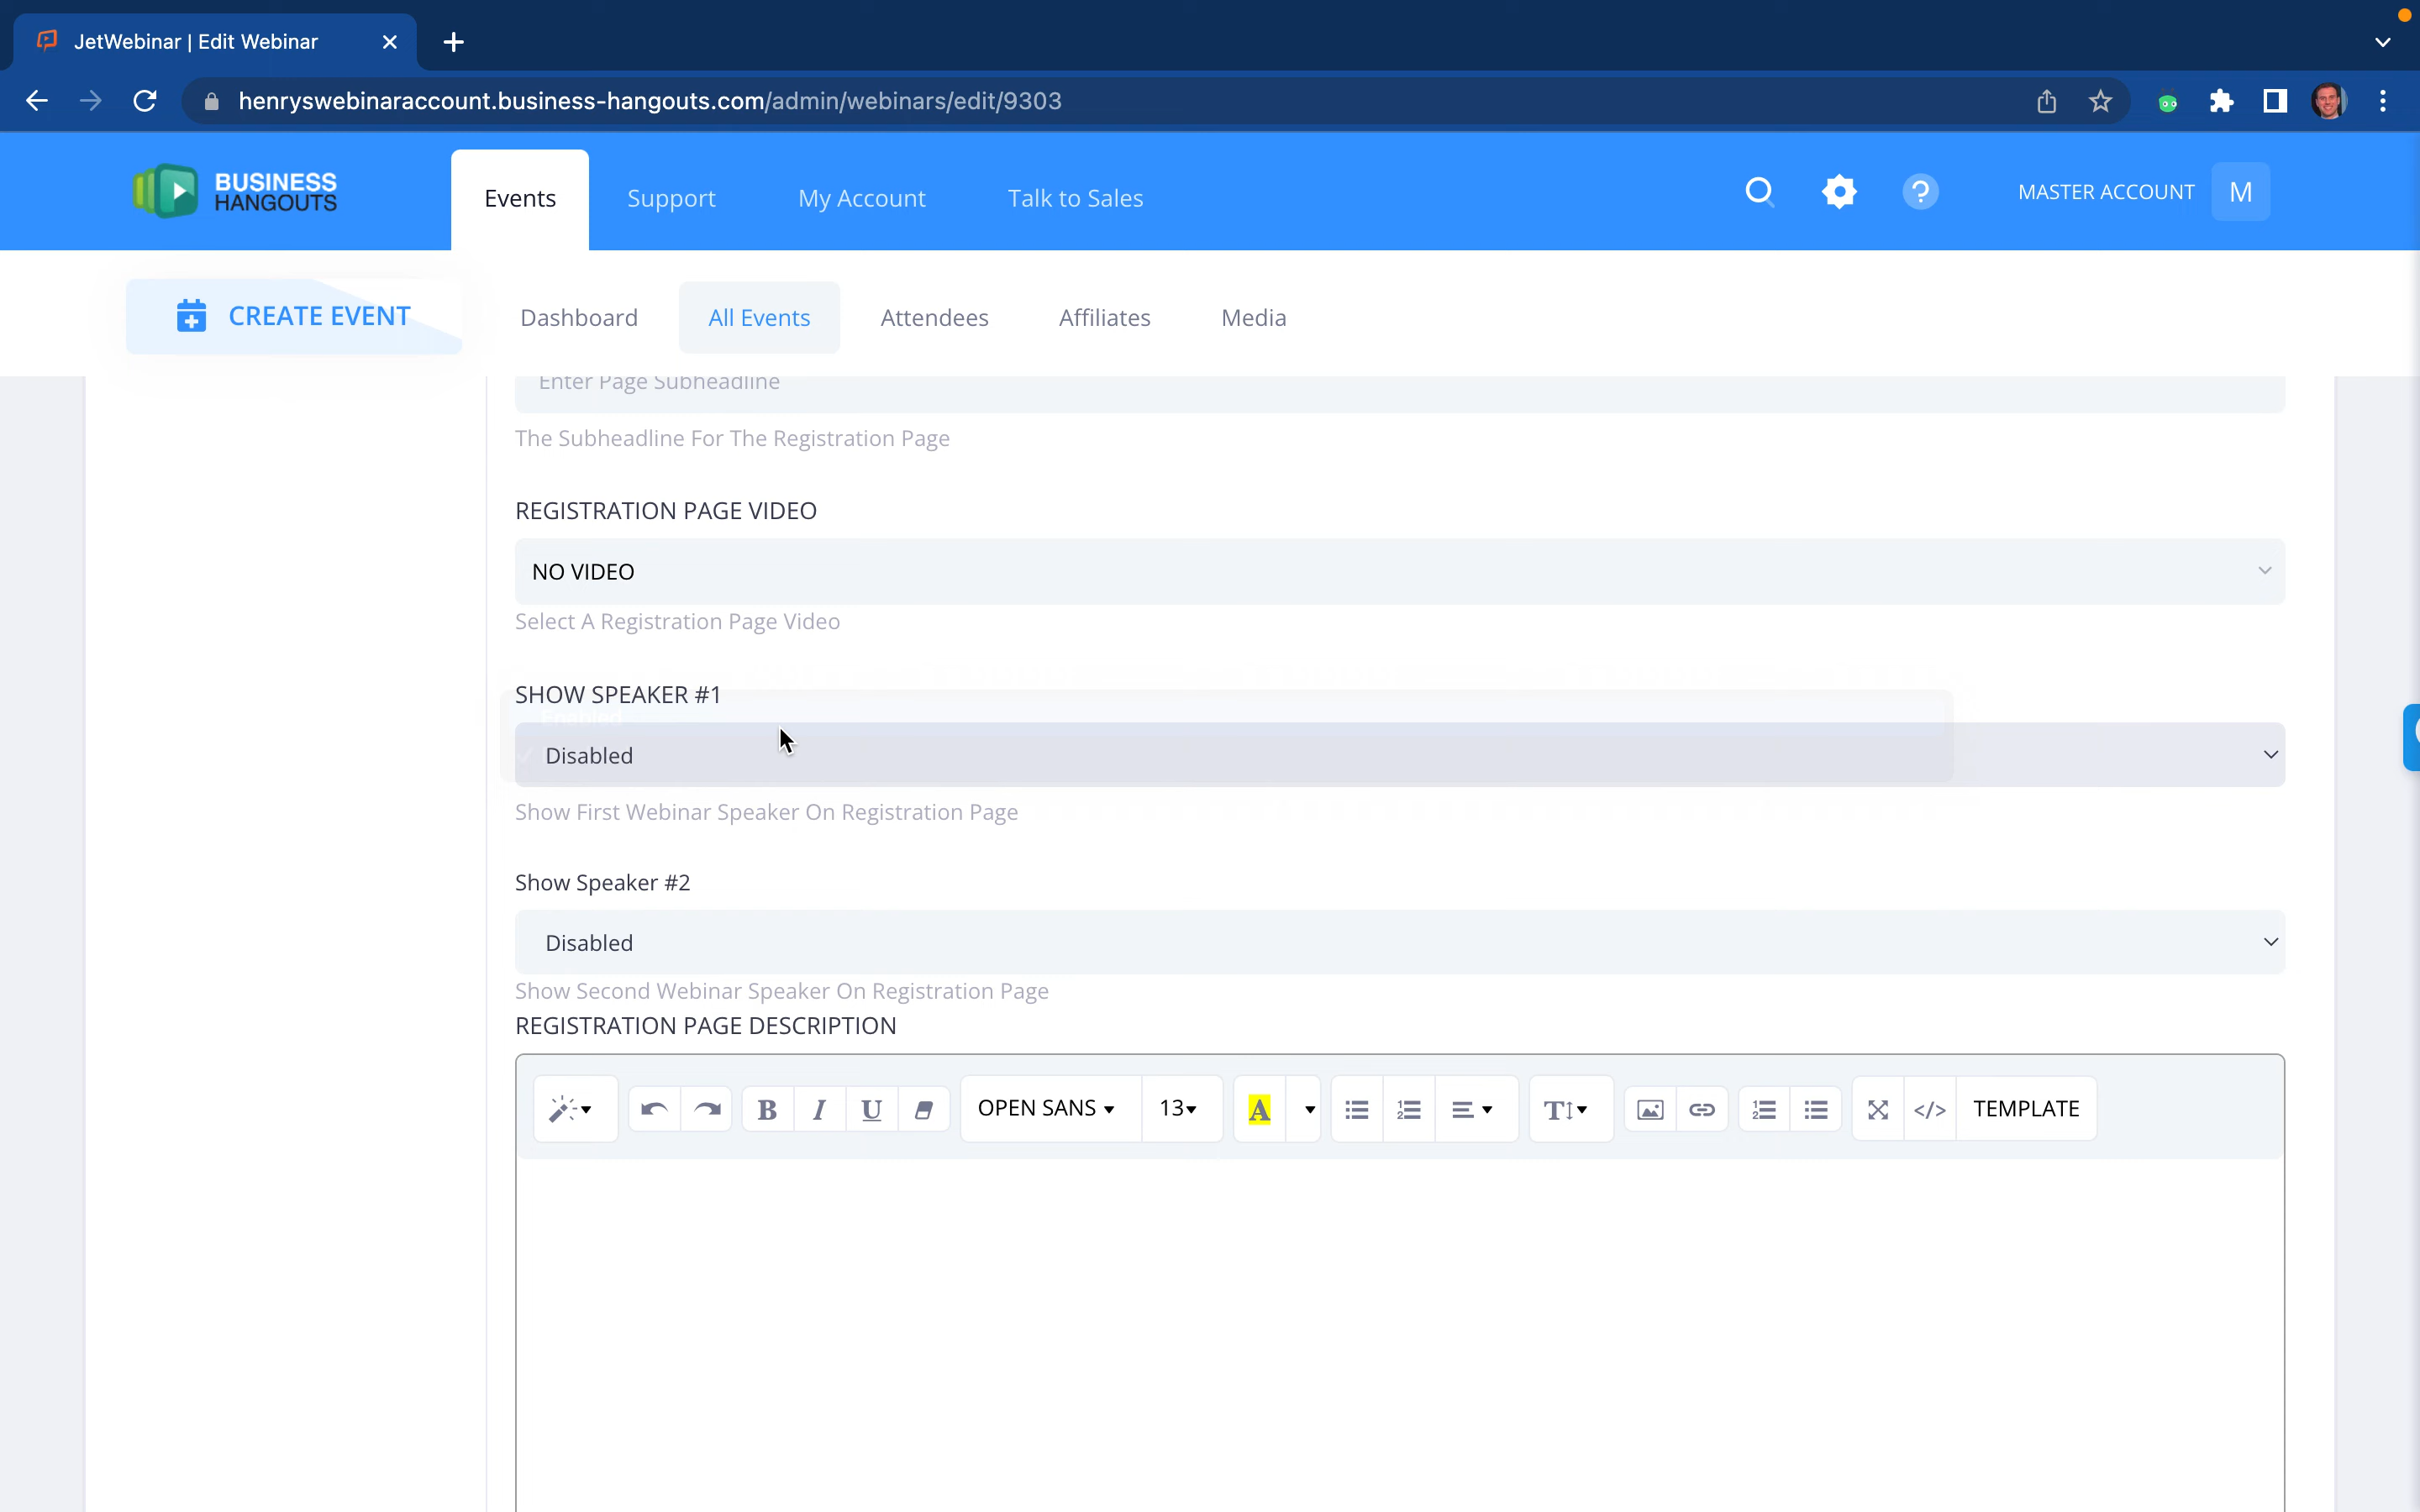 JetWebinar | Edit Webinar
henryswebinaraccount.business-hangouts.com/admin/webinars/edit/9303
BUSINESS
HANGOUTS
Events
Support
My Account
Talk to Sales
MASTER ACCOUNT
M
CREATE EVENT
Dashboard
All Events
Attendees
Affiliates
Media
Enter Page Subheadline
The Subheadline For The Registration Page
REGISTRATION PAGE VIDEO
NO VIDEO
Select A Registration Page Video
SHOW SPEAKER #1
Enabled
Disabled
Show First Webinar Speaker On Registration Page
Show Speaker #2
Disabled
Show Second Webinar Speaker On Registration Page
REGISTRATION PAGE DESCRIPTION
B I U OPEN SANS 13 A T </> TEMPLATE